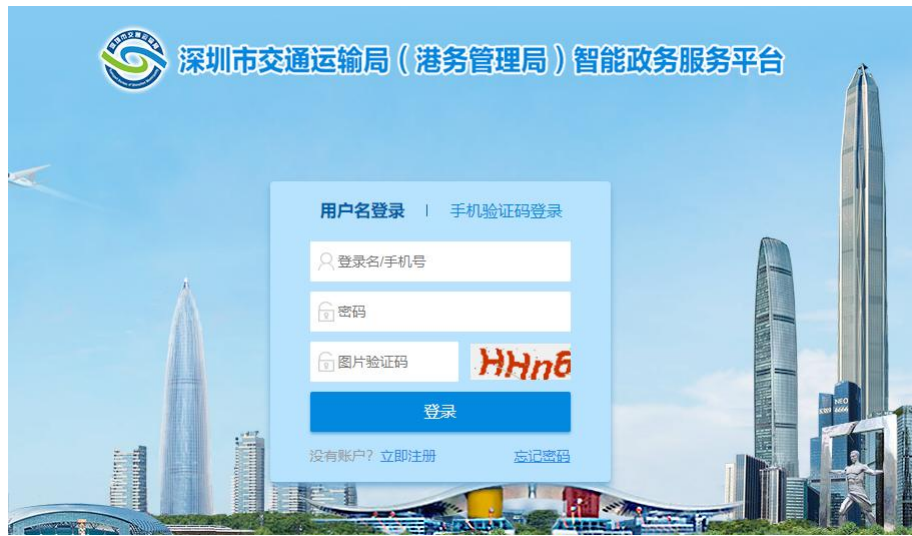 深圳市交通运输局（港务管理局）智能政务服务平台
用户名登录 | 手机验证码登录
登录名/手机号
密码
图片验证码 HHn6
登录
没有账户? 立即注册 忘记密码
NEO